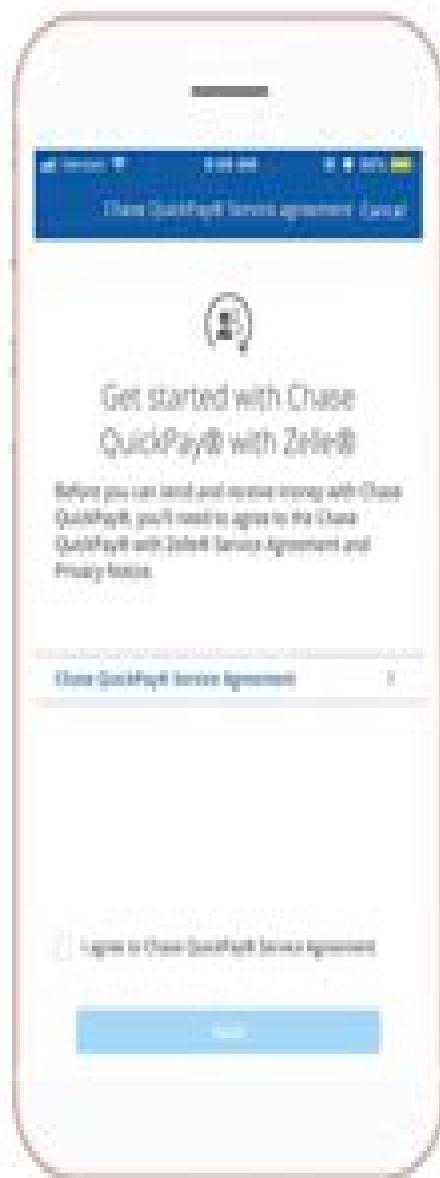 Verizon
Chase QuickPay® Service agreement Cancel
Get started with Chase
QuickPay® with Zelle®
Before you can send and receive money with Chase
QuickPay®, you'll need to agree to the Chase
QuickPay® with Zelle® Service Agreement and
Privacy Notice.
Chase QuickPay® Service Agreement
I agree to Chase QuickPay® Service Agreement